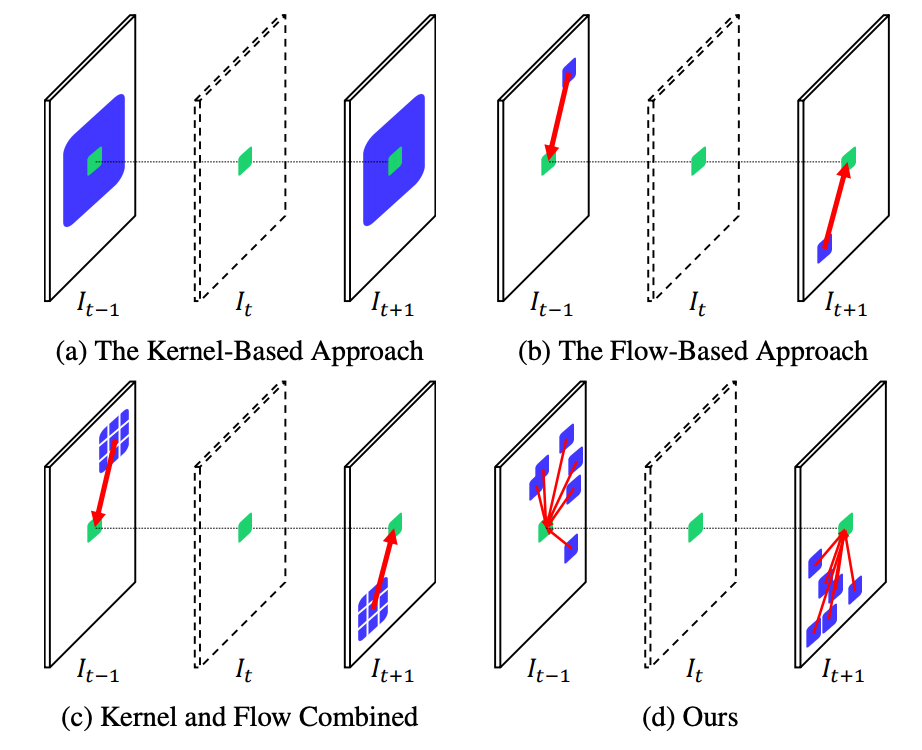 I_{t−1} I_t I_{t+1} I_{t−1} I_t I_{t+1}
(a) The Kernel-Based Approach (b) The Flow-Based Approach
I_{t−1} I_t I_{t+1} I_{t−1} I_t I_{t+1}
(c) Kernel and Flow Combined (d) Ours